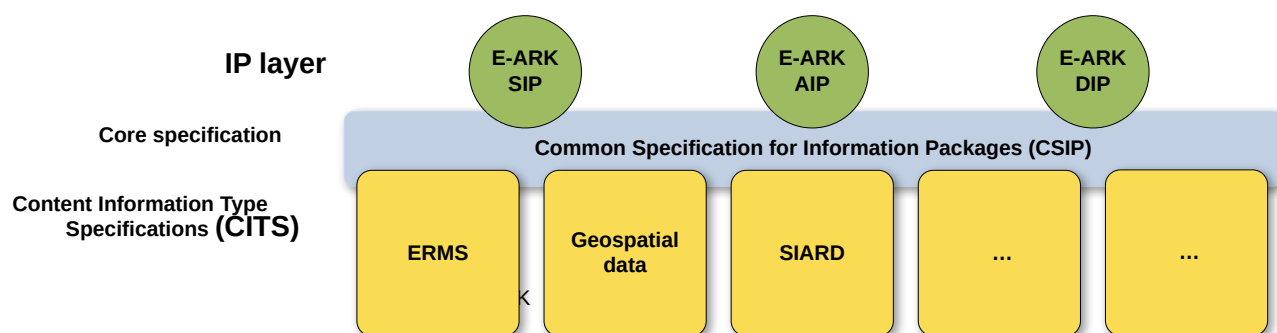 IP layer
E-ARK
SIP
E-ARK
AIP
E-ARK
DIP
Core specification
Common Specification for Information Packages (CSIP)
Content Information Type
Specifications (CITS)
ERMS
Geospatial
data
SIARD
...
...
K